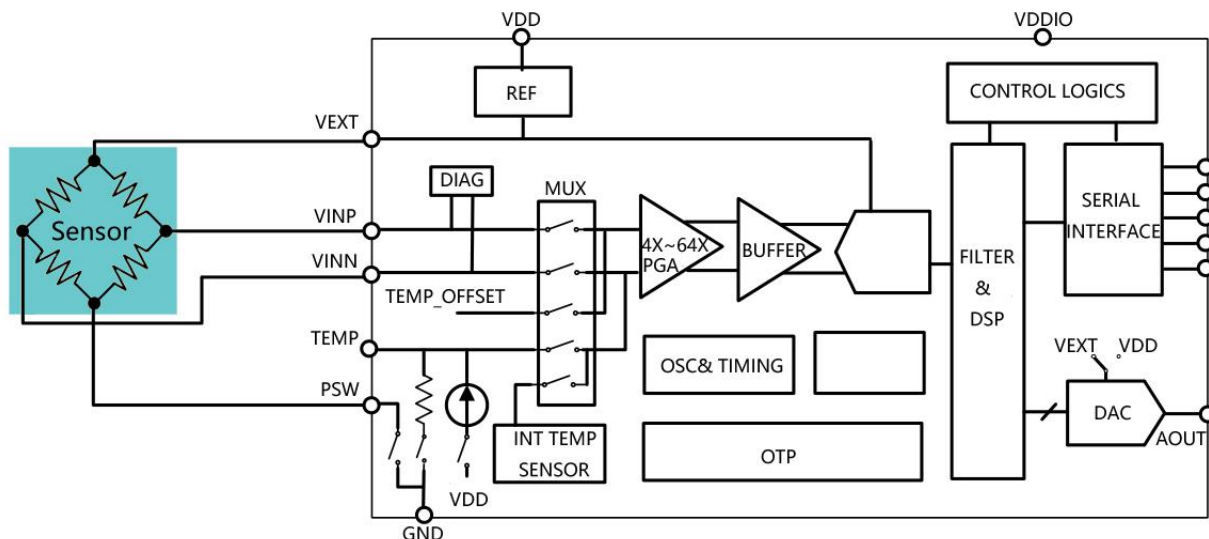 VDD
VDDIO
REF
CONTROL LOGICS
VEXT
DIAG
MUX
VINP
Sensor
SERIAL
INTERFACE
4X~64X
PGA
BUFFER
FILTER
&
DSP
VINN
TEMP_OFFSET
TEMP
OSC& TIMING
VEXT
VDD
PSW
DAC
AOUT
INT TEMP
SENSOR
OTP
VDD
GND